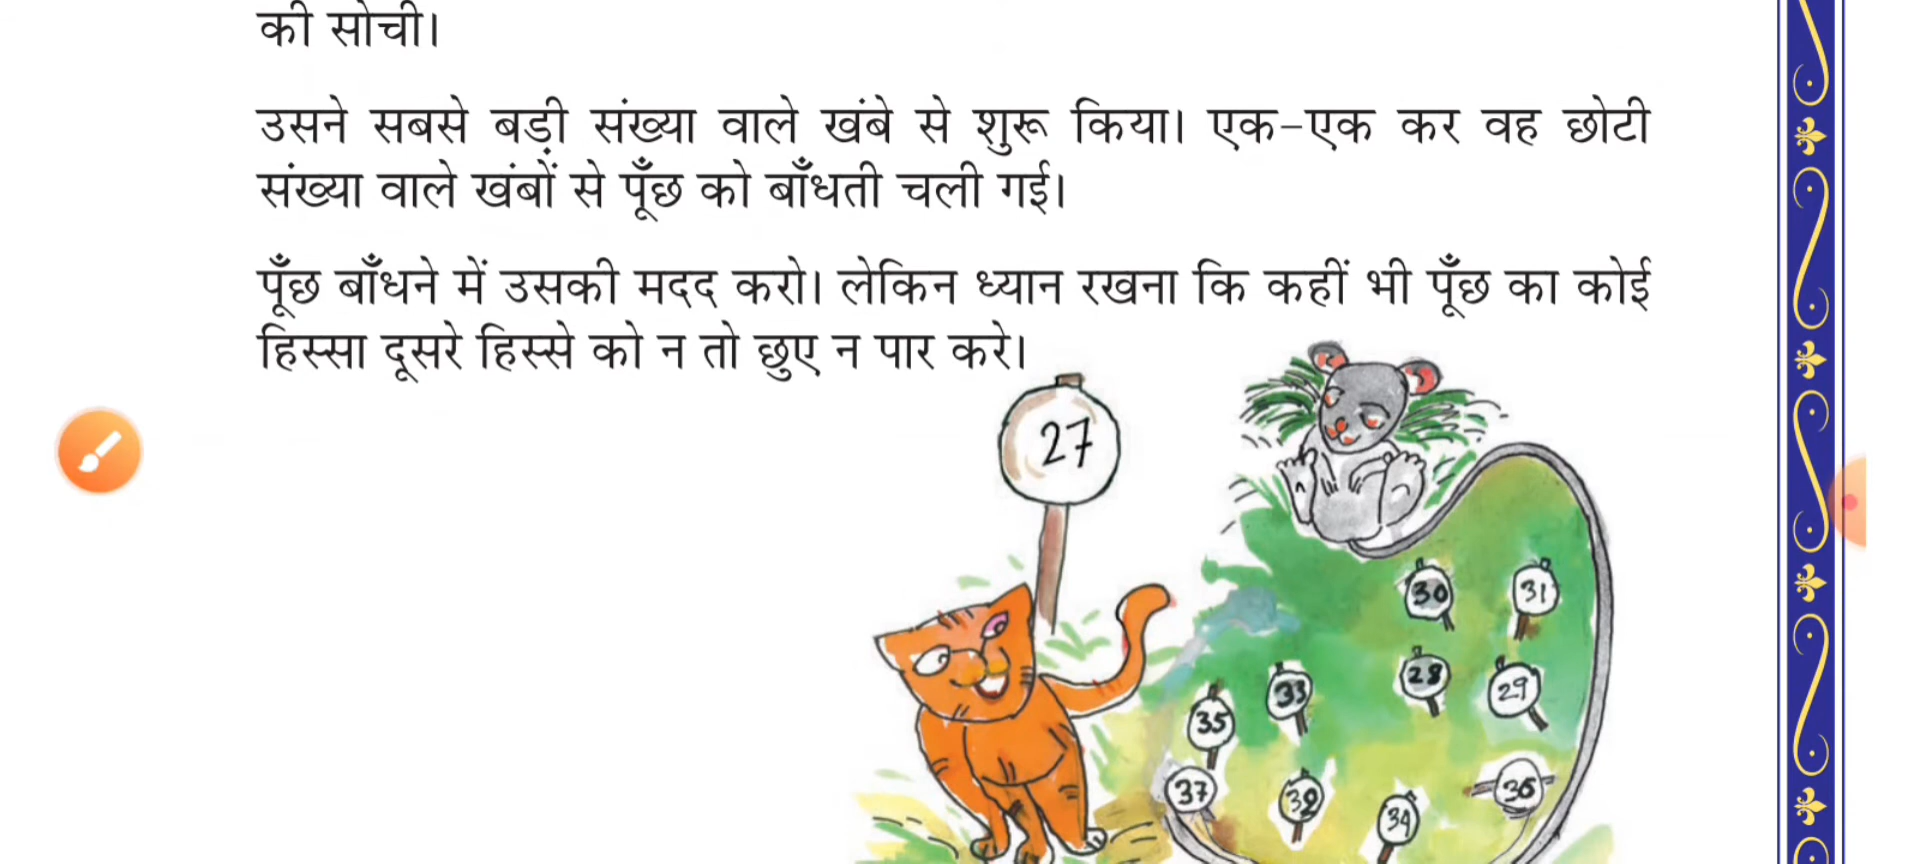 की सोची।
उसने सबसे बड़ी संख्या वाले खंबे से शुरू किया। एक-एक कर वह छोटी
संख्या वाले खंबों से पूँछ को बाँधती चली गई।
पूँछ बाँधने में उसकी मदद करो। लेकिन ध्यान रखना कि कहीं भी पूँछ का कोई
हिस्सा दूसरे हिस्से को न तो छुए न पार करे।
27
30 31
28 29
33
35
37 32 34 36